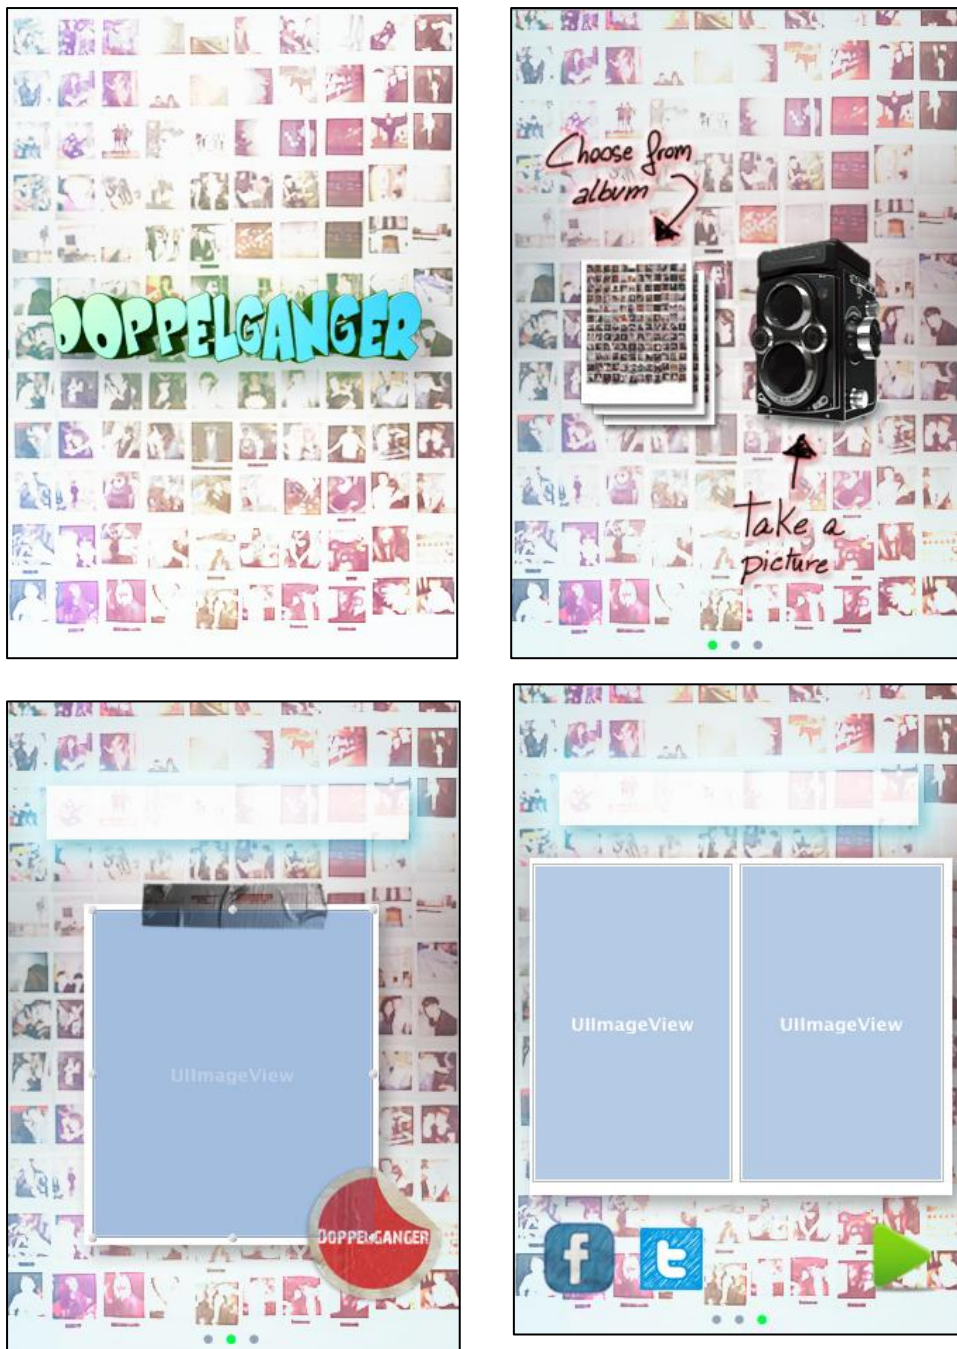 DOPPELGANGER
Choose from
album
Take a
picture
UIImageView
DOPPELGANGER
UIImageView
UIImageView
f
t